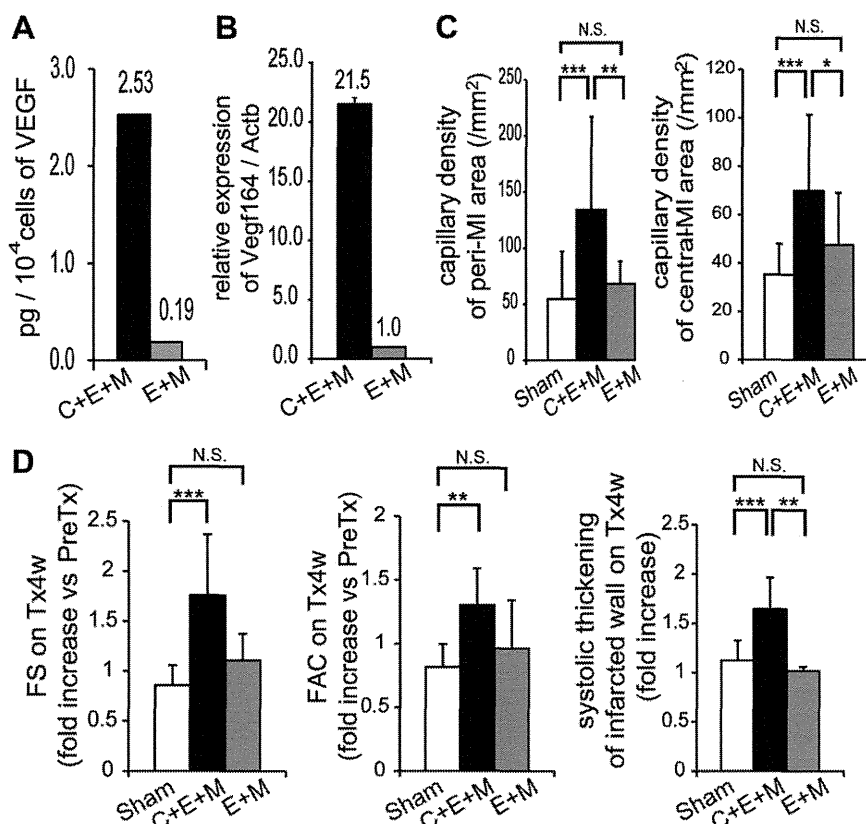 A
pg / 10⁴ cells of VEGF
3.0
2.0
1.0
0.0
2.53
0.19
C+E+M
E+M
B
relative expression
of Vegf164 / Actb
25.0
20.0
15.0
10.0
5.0
0.0
21.5
1.0
C+E+M
E+M
C
capillary density
of peri-MI area (/mm²)
250
200
150
100
50
0
N.S.
***
**
Sham
C+E+M
E+M
capillary density
of central-MI area (/mm²)
120
100
80
60
40
20
0
N.S.
***
*
Sham
C+E+M
E+M
D
FS on Tx4w
(fold increase vs PreTx)
2.5
2
1.5
1
0.5
0
N.S.
***
Sham
C+E+M
E+M
FAC on Tx4w
(fold increase vs PreTx)
2
1.5
1
0.5
0
N.S.
**
Sham
C+E+M
E+M
systolic thickening
of infarcted wall on Tx4w
(fold increase)
2.5
2
1.5
1
0.5
0
N.S.
***
**
Sham
C+E+M
E+M